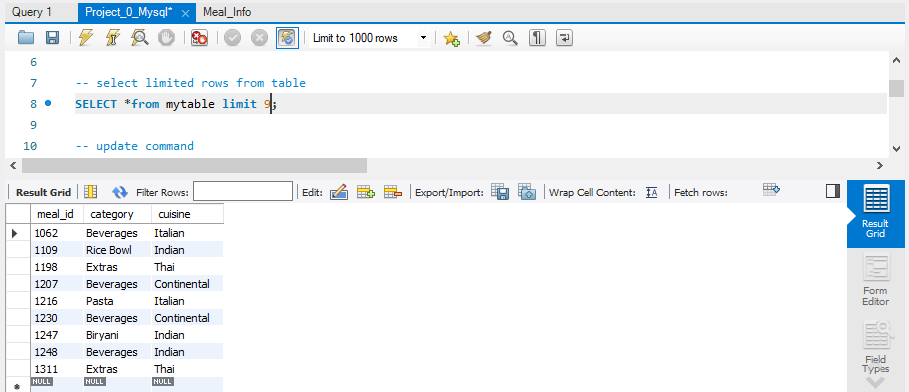 Query 1 Project_0_Mysql* × Meal_Info
Limit to 1000 rows
6
7 -- select limited rows from table
8 SELECT *from mytable limit 9;
9
10 -- update command
Result Grid Filter Rows: Edit: Export/Import: Wrap Cell Content: Fetch rows:
meal_id category cuisine
1062 Beverages Italian
1109 Rice Bowl Indian
1198 Extras Thai
1207 Beverages Continental
1216 Pasta Italian
1230 Beverages Continental
1247 Biryani Indian
1248 Beverages Indian
1311 Extras Thai
NULL NULL NULL
Result
Grid
Form
Editor
Field
Types